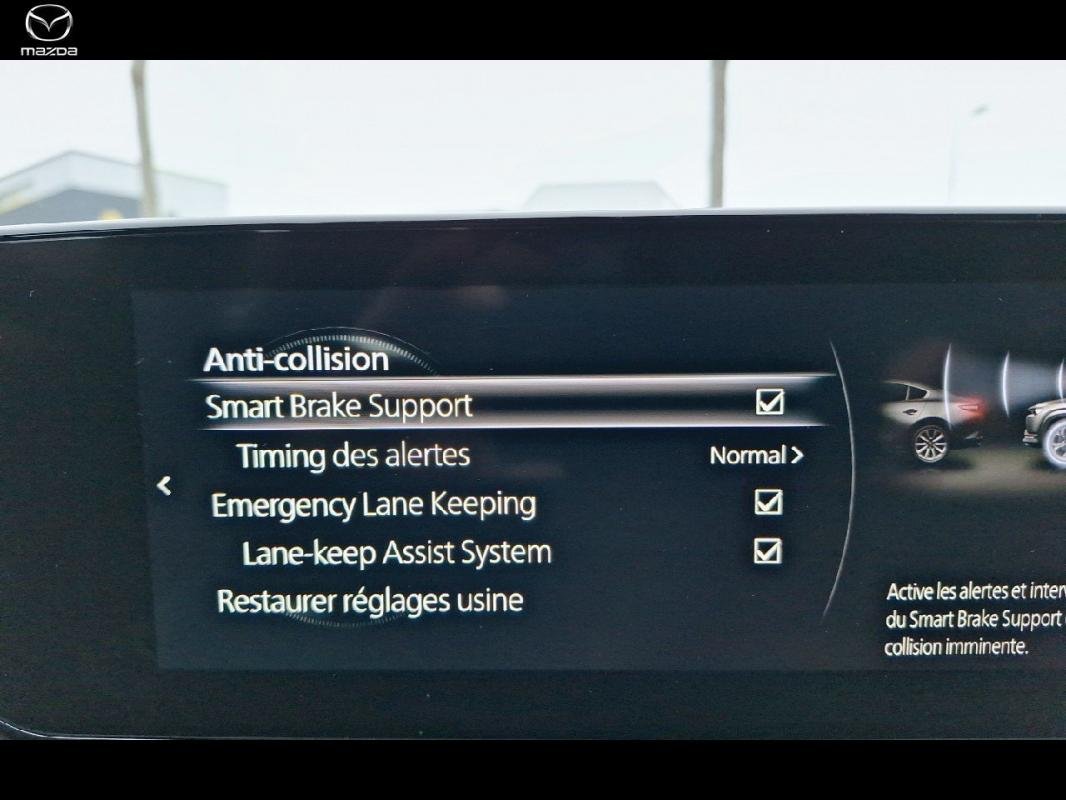 mazda
Anti-collision
Smart Brake Support
Timing des alertes Normal >
Emergency Lane Keeping
Lane-keep Assist System
Restaurer réglages usine
Active les alertes et
du Smart Brake Support
collision imminente.